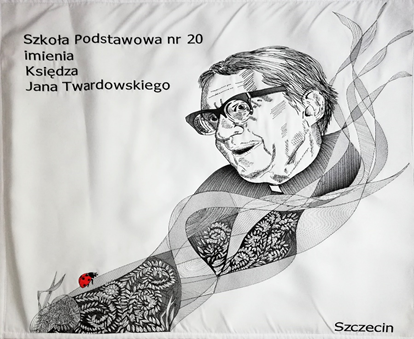 Szkoła Podstawowa nr 20
imienia
Księdza
Jana Twardowskiego
Szczecin